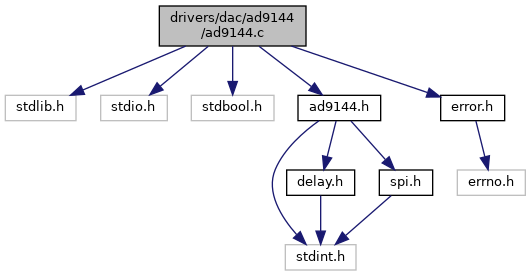 drivers/dac/ad9144
/ad9144.c
stdlib.h
stdio.h
stdbool.h
ad9144.h
error.h
delay.h
spi.h
errno.h
stdint.h